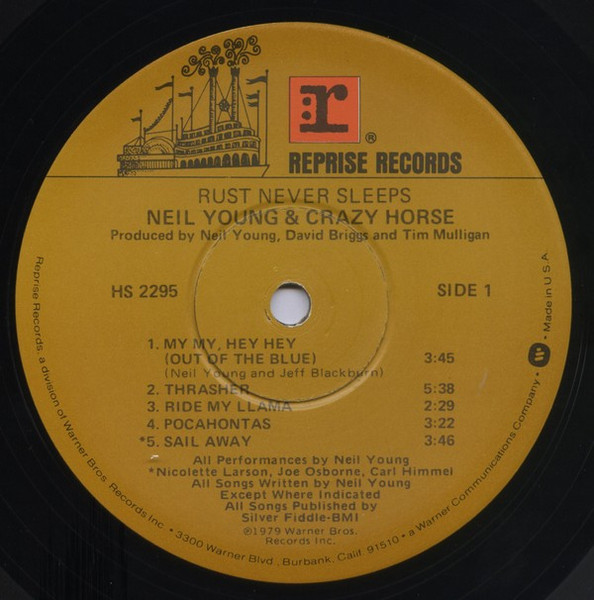 r
®
REPRISE RECORDS
RUST NEVER SLEEPS
NEIL YOUNG & CRAZY HORSE
Produced by Neil Young, David Briggs and Tim Mulligan
HS 2295
SIDE 1
1. MY MY, HEY HEY
(OUT OF THE BLUE) 3:45
(Neil Young and Jeff Blackburn)
2. THRASHER 5:38
3. RIDE MY LLAMA 2:29
4. POCAHONTAS 3:22
*5. SAIL AWAY 3:46
All Performances by Neil Young
*Nicolette Larson, Joe Osborne, Carl Himmel
All Songs Written by Neil Young
Except Where Indicated
All Songs Published by
Silver Fiddle-BMI
℗1979 Warner Bros.
Records Inc.
Reprise Records, a division of Warner Bros. Records Inc. • 3300 Warner Blvd., Burbank, Calif. 91510 • a Warner Communications Company • W • Made in U.S.A.